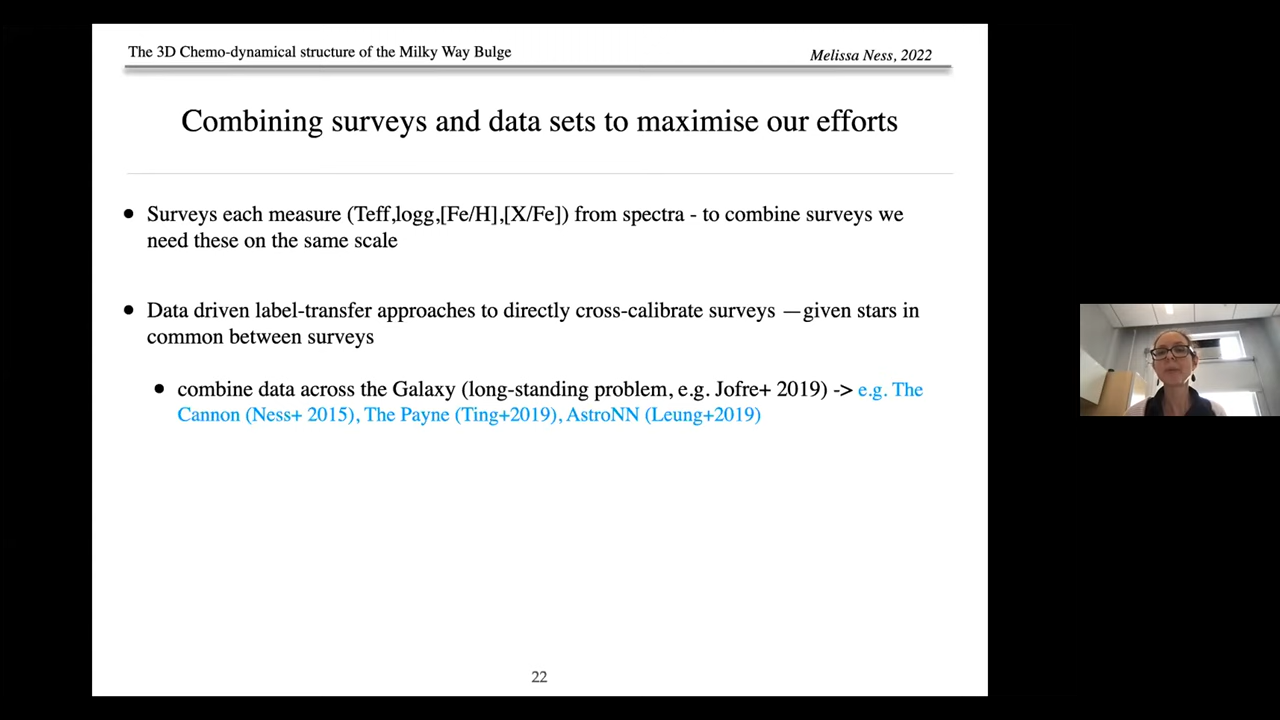 The 3D Chemo-dynamical structure of the Milky Way Bulge
Melissa Ness, 2022
Combining surveys and data sets to maximise our efforts
• Surveys each measure (Teff,logg,[Fe/H],[X/Fe]) from spectra - to combine surveys we
need these on the same scale
• Data driven label-transfer approaches to directly cross-calibrate surveys —given stars in
common between surveys
• combine data across the Galaxy (long-standing problem, e.g. Jofre+ 2019) -> e.g. The
Cannon (Ness+ 2015), The Payne (Ting+2019), AstroNN (Leung+2019)
22